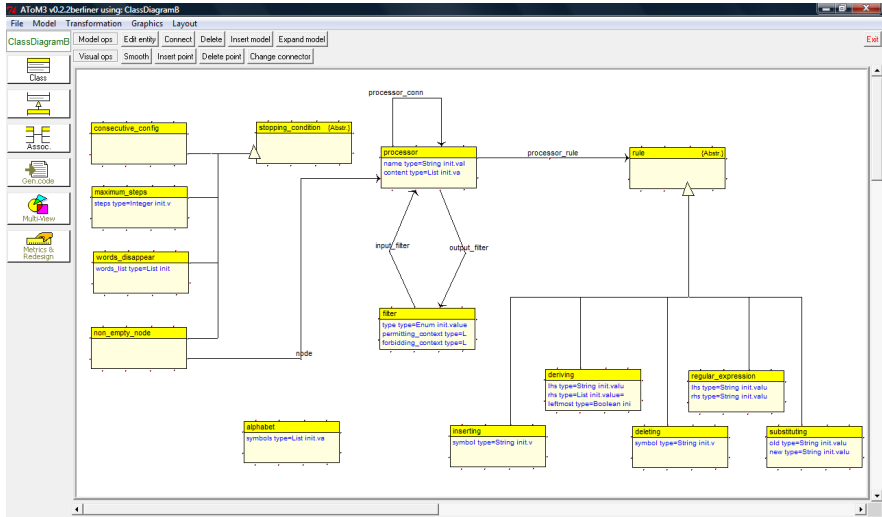 AToM3 v0.2.2berliner using: ClassDiagramB
File Model Transformation Graphics Layout
ClassDiagramB Model ops Edit entity Connect Delete Insert model Expand model Exit
Visual ops Smooth Insert point Delete point Change connector
Class
Assoc.
Gen.code
Multi-View
Metrics &
Redesign
processor_conn
consecutive_config
stopping_condition {Abstr.}
processor
name type=String init.val
content type=List init.va
processor_rule
rule {Abstr.}
maximum_steps
steps type=Integer init.v
words_disappear
words_list type=List init
input_filter
output_filter
non_empty_node
node
filter
type type=Enum init.value
permitting_context type=L
forbidding_context type=L
deriving
lhs type=String init.valu
rhs type=List init.value=
leftmost type=Boolean ini
regular_expression
lhs type=String init.valu
rhs type=String init.valu
alphabet
symbols type=List init.va
inserting
symbol type=String init.v
deleting
symbol type=String init.v
substituting
old type=String init.valu
new type=String init.valu